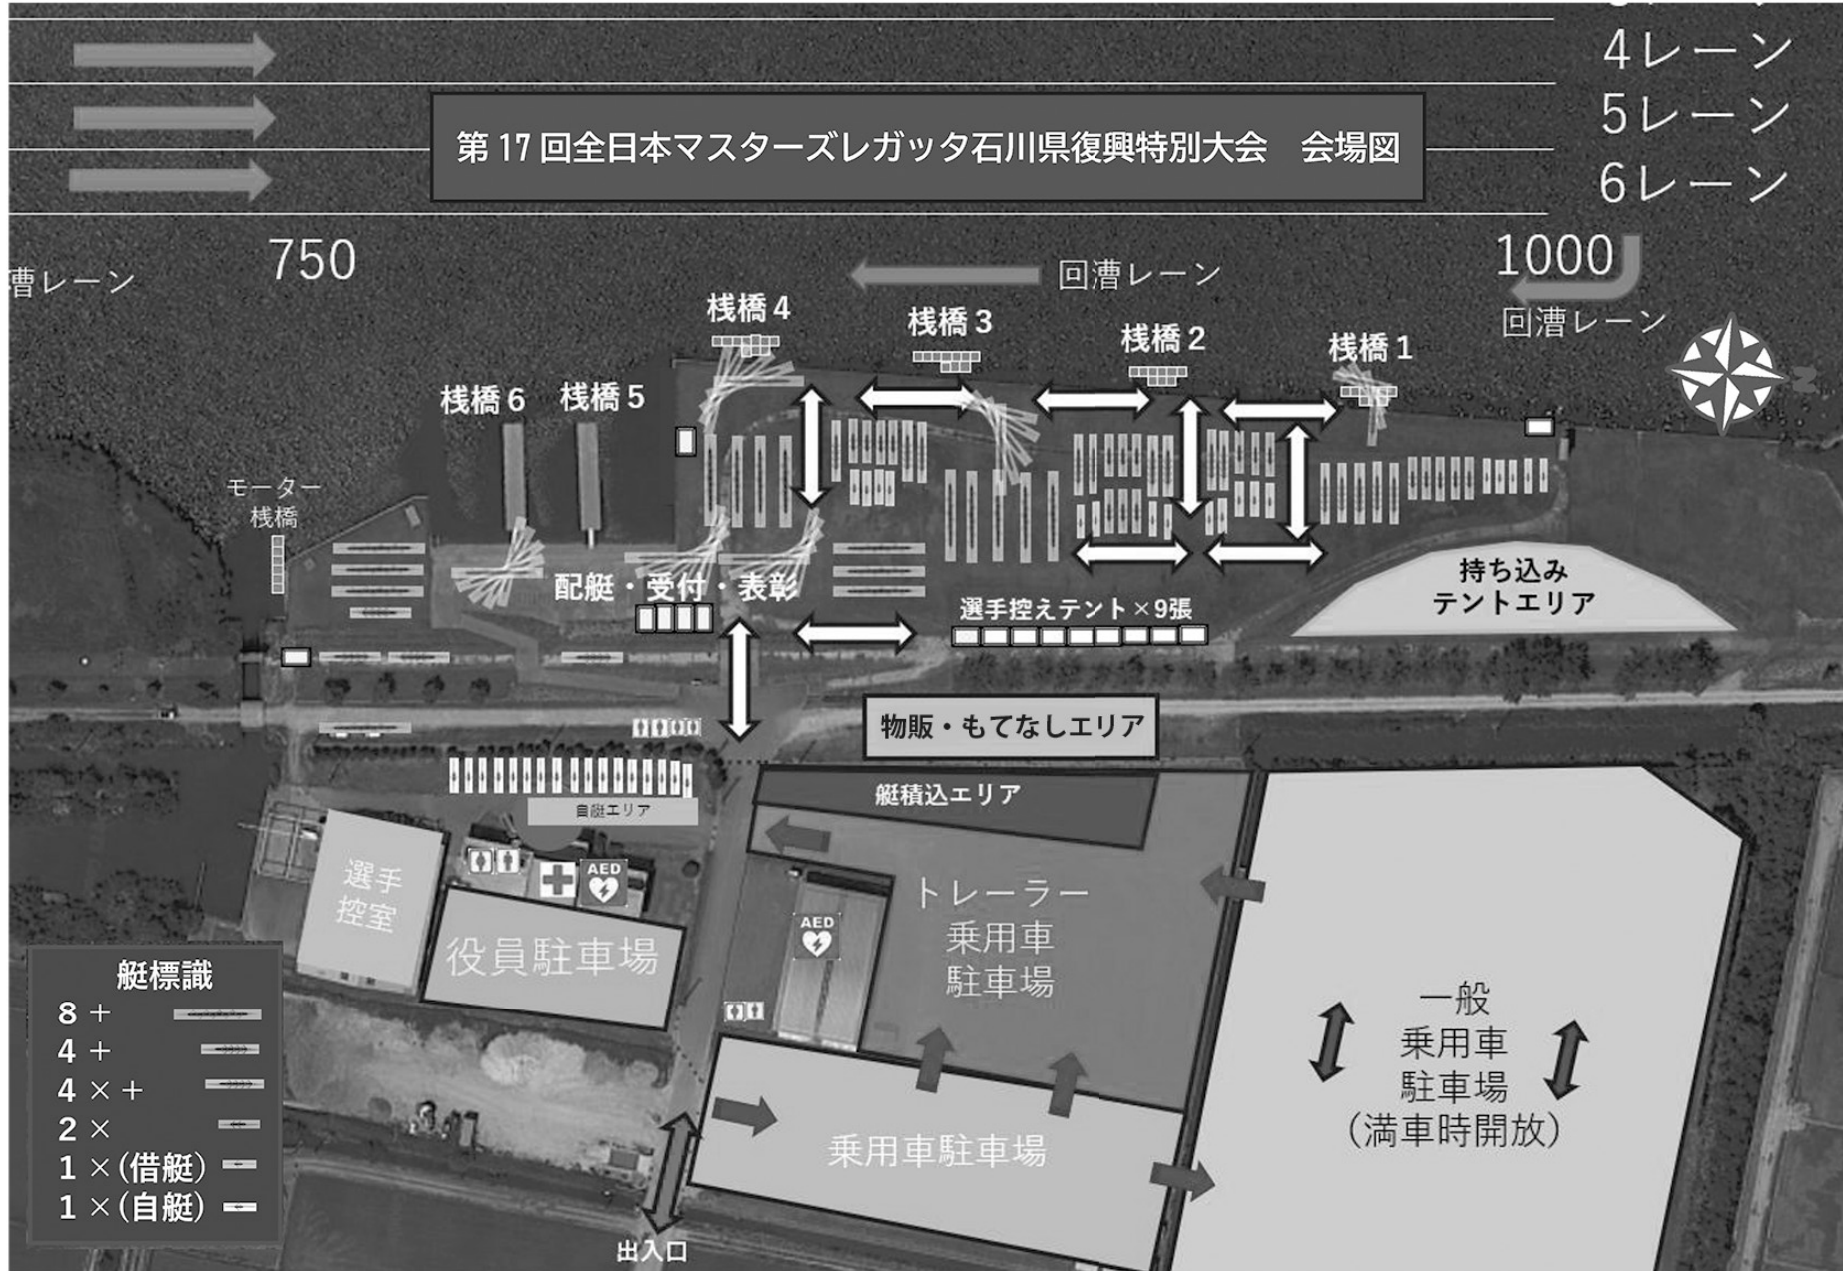 4レーン
5レーン
6レーン
第17回全日本マスターズレガッタ石川県復興特別大会　会場図
750
1000
漕レーン
回漕レーン
回漕レーン
桟橋4
桟橋3
桟橋2
桟橋1
桟橋6
桟橋5
N
モーター
桟橋
配艇・受付・表彰
選手控えテント×9張
持ち込み
テントエリア
物販・もてなしエリア
自艇エリア
艇積込エリア
選手
控室
AED
役員駐車場
AED
トレーラー
乗用車
駐車場
一般
乗用車
駐車場
(満車時開放)
乗用車駐車場
出入口
艇標識
8+
4+
4×+
2×
1×(借艇)
1×(自艇)